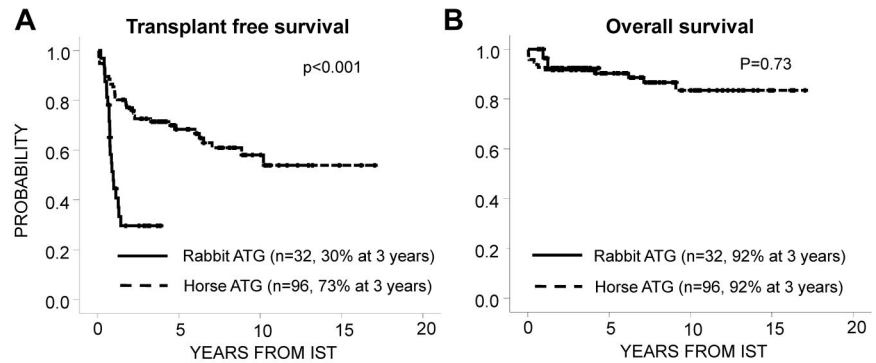 A
Transplant free survival
p<0.001
1.0
0.8
0.6
0.4
0.2
0.0
PROBABILITY
Rabbit ATG (n=32, 30% at 3 years)
Horse ATG (n=96, 73% at 3 years)
0 5 10 15 20
YEARS FROM IST
B
Overall survival
P=0.73
1.0
0.8
0.6
0.4
0.2
0.0
Rabbit ATG (n=32, 92% at 3 years)
Horse ATG (n=96, 92% at 3 years)
0 5 10 15 20
YEARS FROM IST